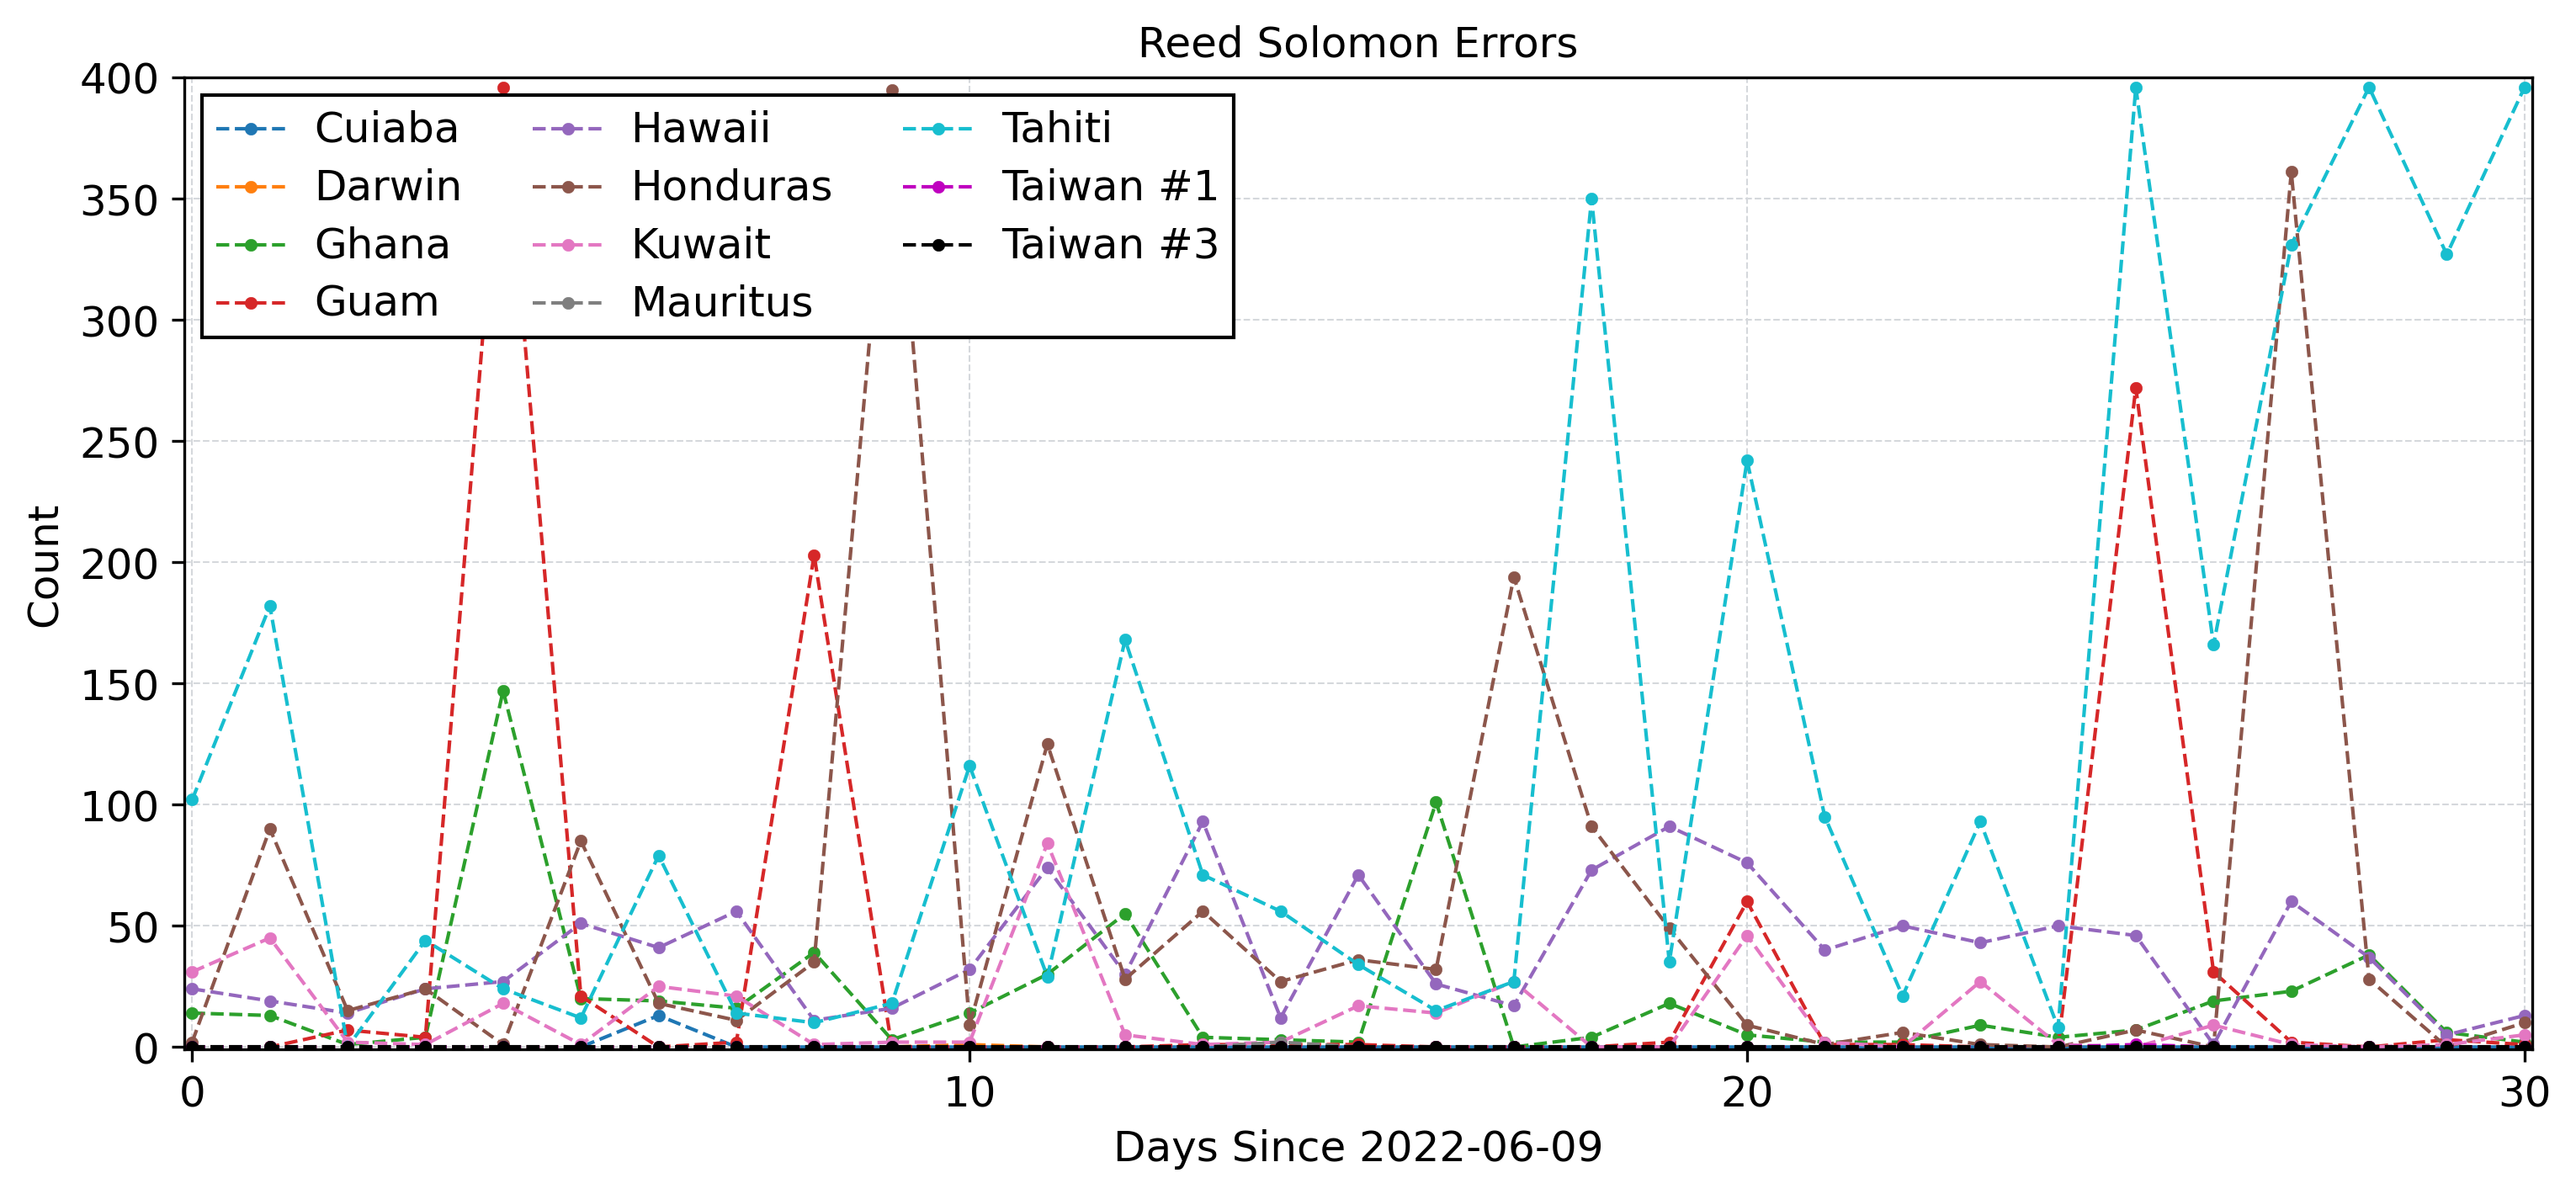 Reed Solomon Errors
400
350
300
250
200
150
100
50
0
Count
Cuiaba
Darwin
Ghana
Guam
Hawaii
Honduras
Kuwait
Mauritus
Tahiti
Taiwan #1
Taiwan #3
0 10 20 30
Days Since 2022-06-09